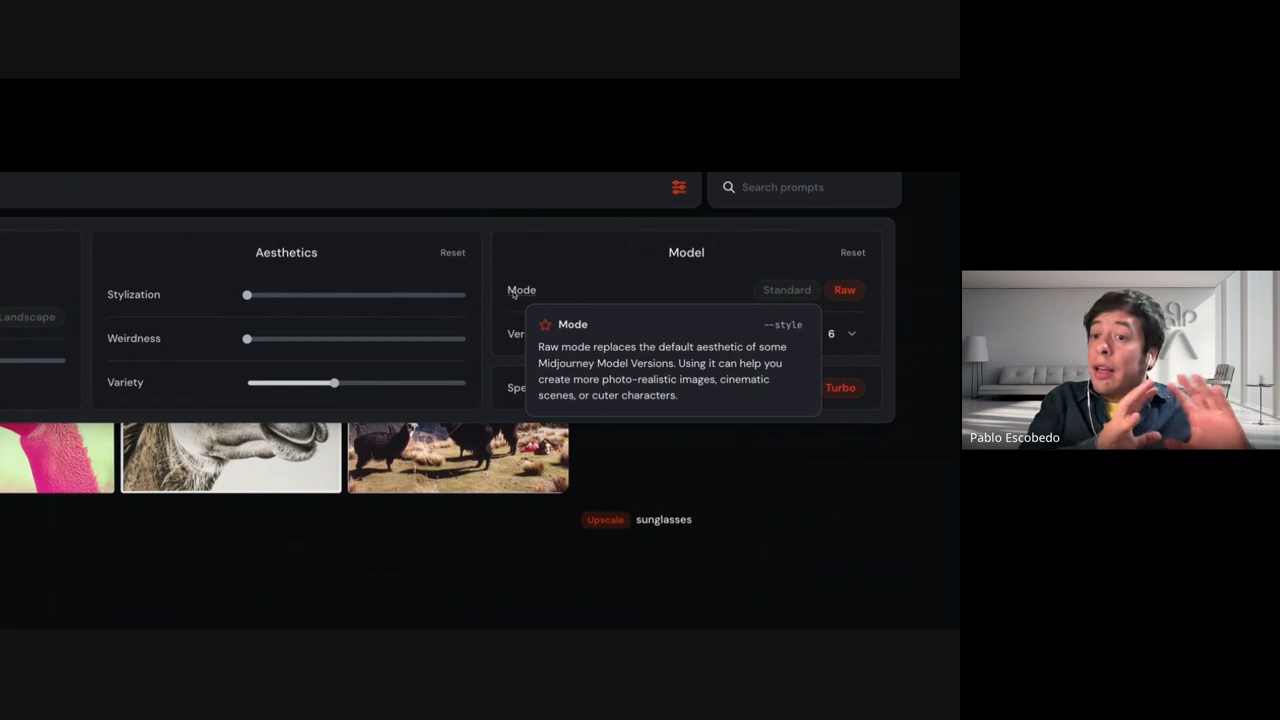 Search prompts
Aesthetics
Reset
Model
Reset
Landscape
Stylization
Weirdness
Variety
Mode
Standard
Raw
6
Turbo
Mode
--style
Raw mode replaces the default aesthetic of some
Midjourney Model Versions. Using it can help you
create more photo-realistic images, cinematic
scenes, or cuter characters.
Upscale sunglasses
Pablo Escobedo